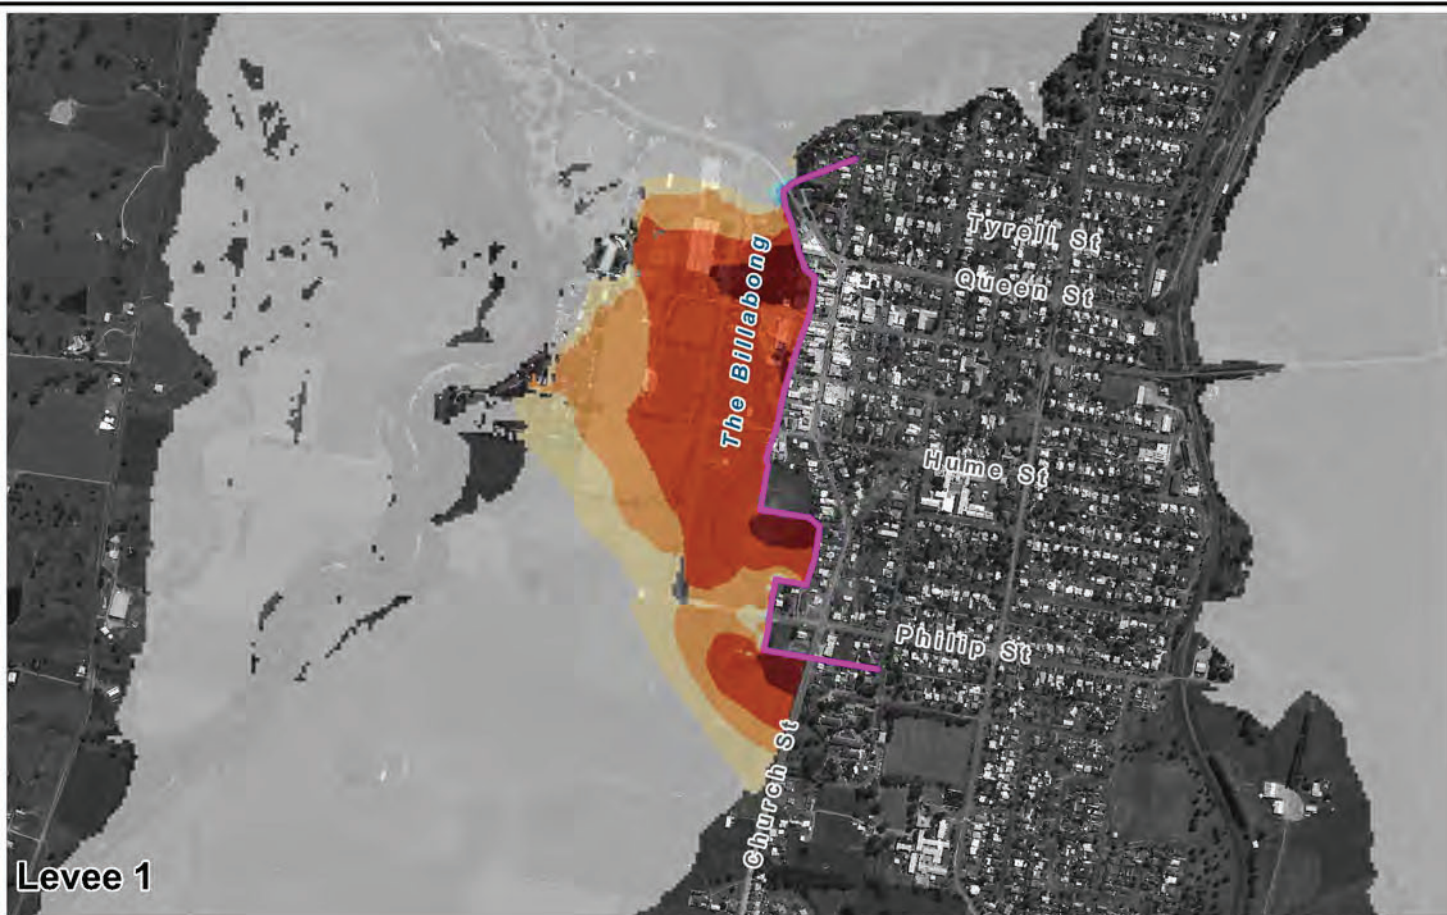 Tyrell St
Queen St
The Billabong
Hume St
Philip St
Church St
Levee 1